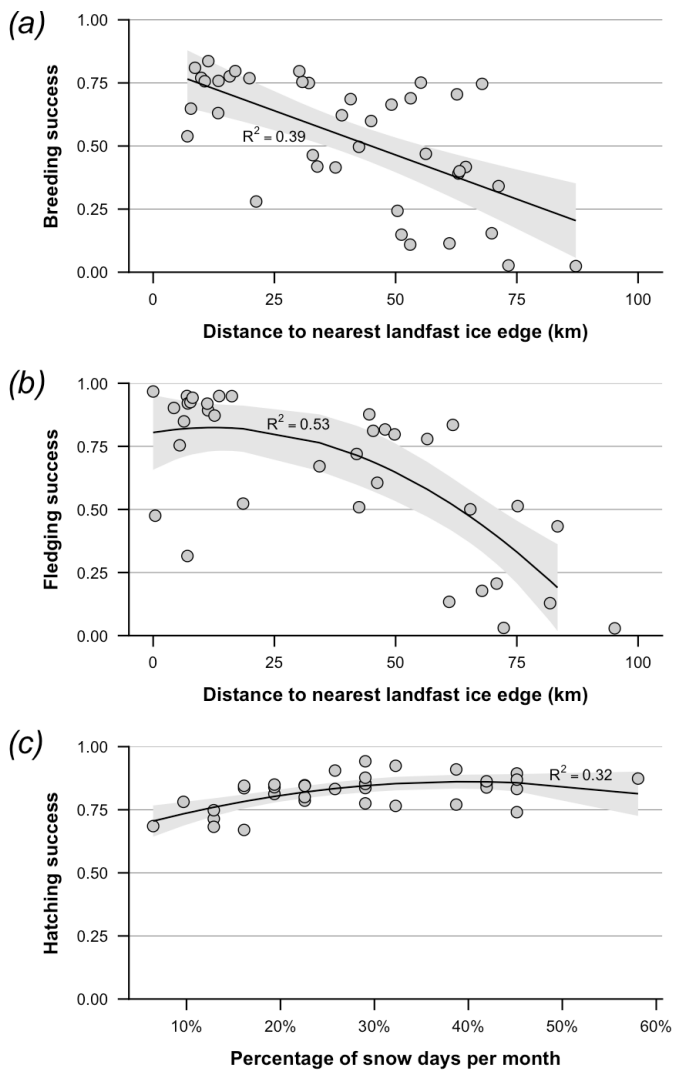 (a)
1.00
0.75
0.50
0.25
0.00
Breeding success
R² = 0.39
0 25 50 75 100
Distance to nearest landfast ice edge (km)
(b)
1.00
0.75
0.50
0.25
0.00
Fledging success
R² = 0.53
0 25 50 75 100
Distance to nearest landfast ice edge (km)
(c)
1.00
0.75
0.50
0.25
0.00
Hatching success
R² = 0.32
10% 20% 30% 40% 50% 60%
Percentage of snow days per month